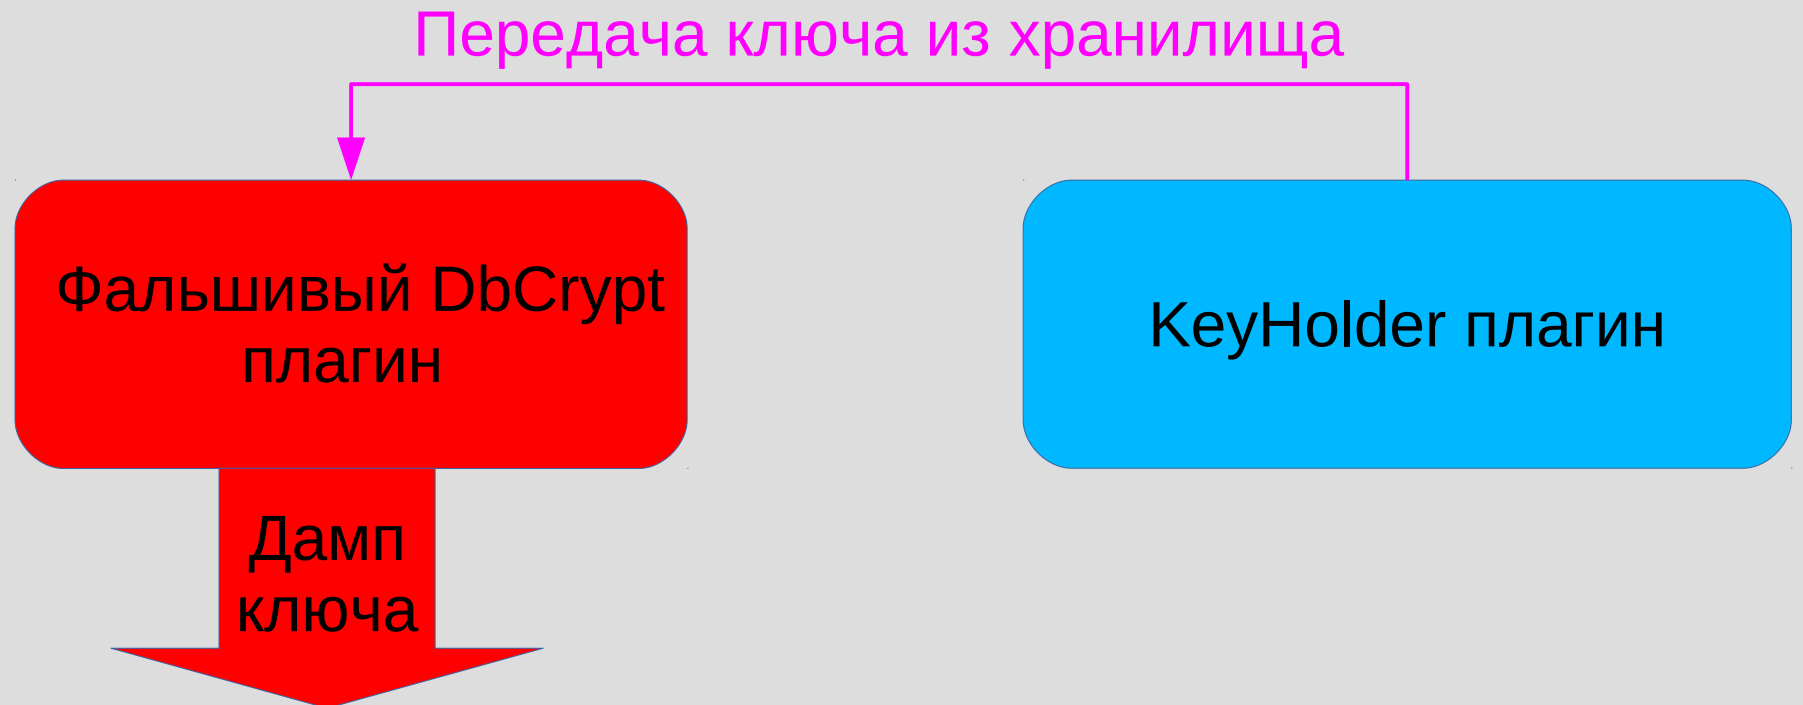 Передача ключа из хранилища
Фальшивый DbCrypt
плагин
KeyHolder плагин
Дамп
ключа